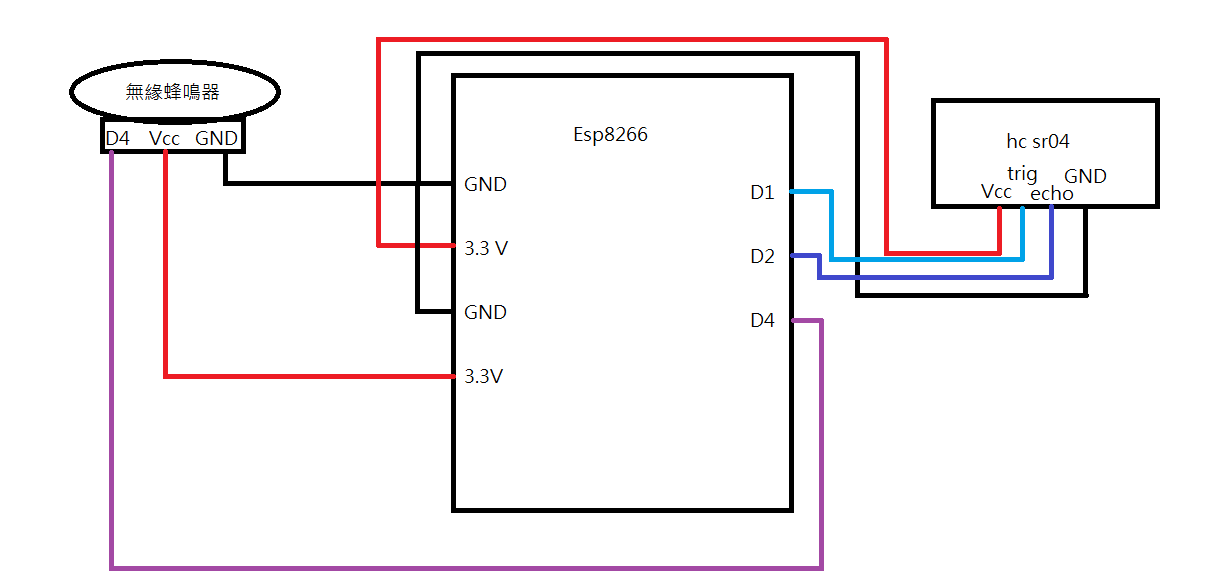 無緣蜂鳴器
D4 Vcc GND
Esp8266
GND
3.3 V
GND
3.3V
D1
D2
D4
hc sr04
trig
GND
Vcc
echo